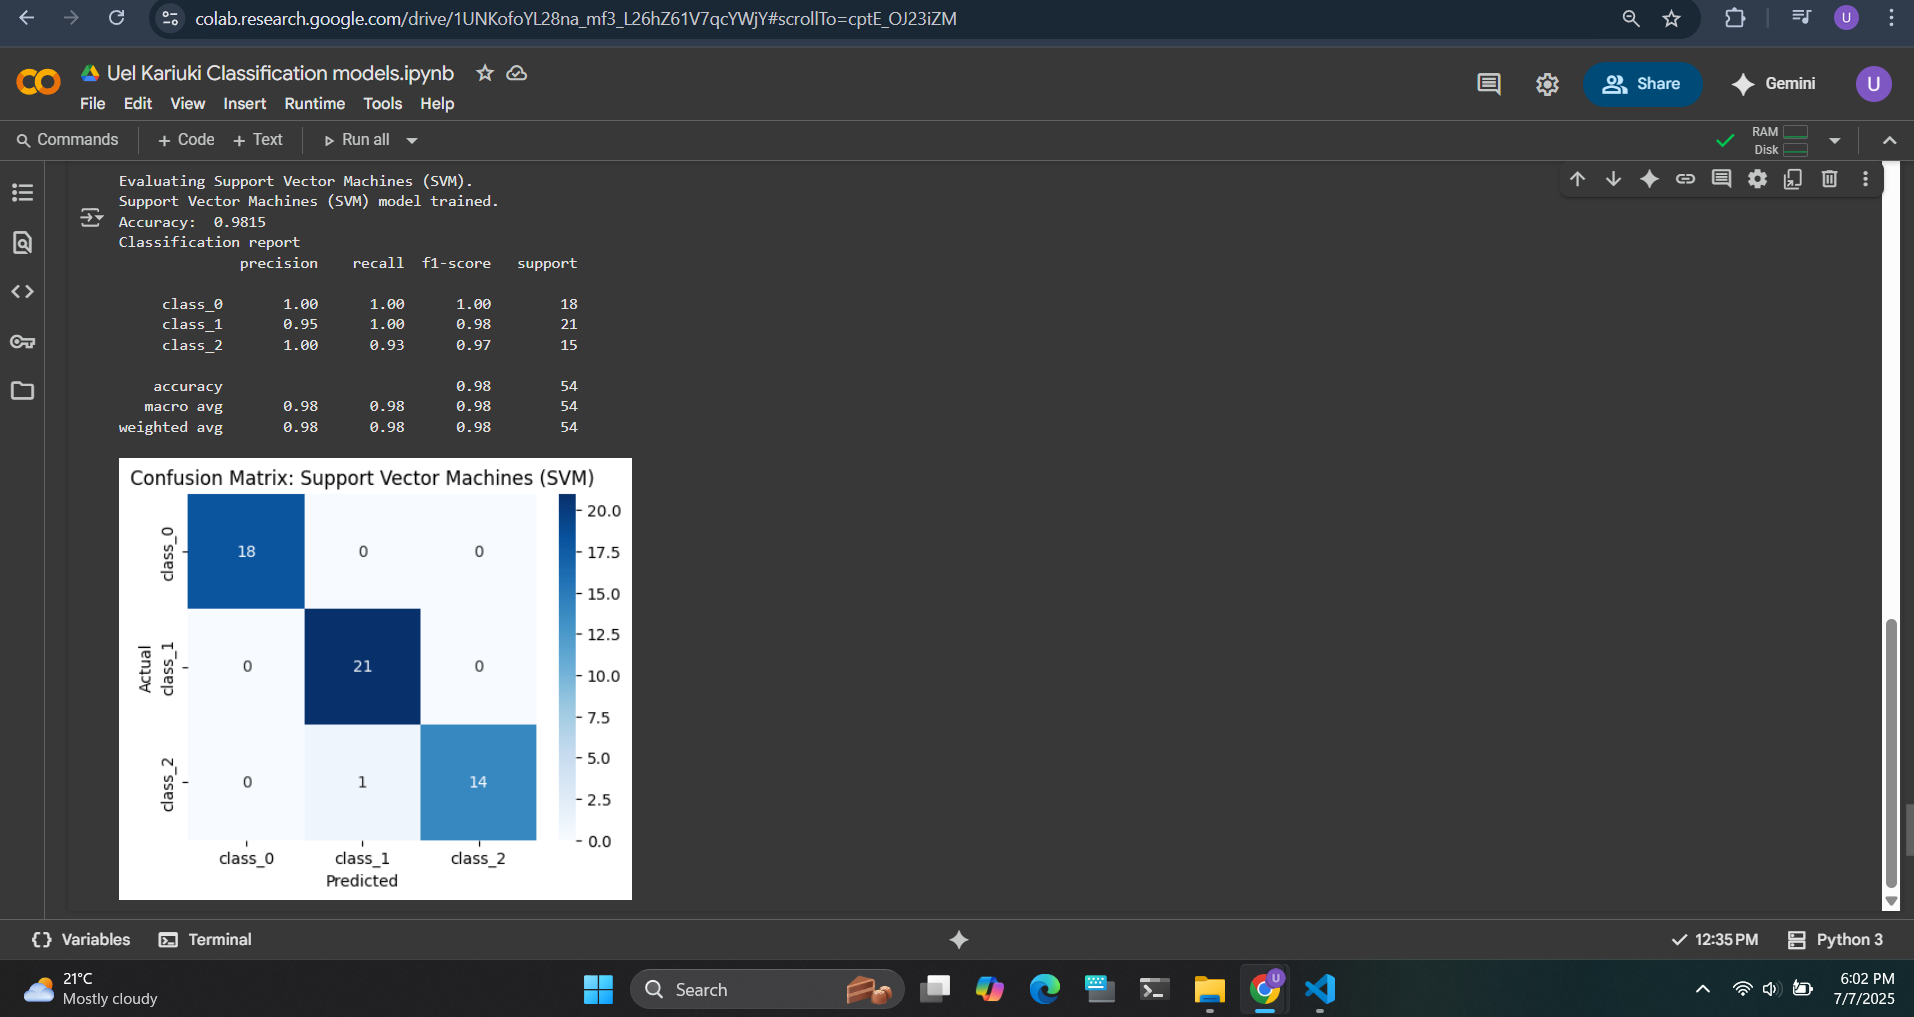 colab.research.google.com/drive/1UNKofoYL28na_mf3_L26hZ61V7qcYWjY#scrollTo=cptE_OJ23iZM
U
Uel Kariuki Classification models.ipynb
File Edit View Insert Runtime Tools Help
Share
Gemini
U
Commands + Code + Text Run all
RAM
Disk
Evaluating Support Vector Machines (SVM).
Support Vector Machines (SVM) model trained.
Accuracy: 0.9815
Classification report
precision recall f1-score support
class_0 1.00 1.00 1.00 18
class_1 0.95 1.00 0.98 21
class_2 1.00 0.93 0.97 15
accuracy 0.98 54
macro avg 0.98 0.98 0.98 54
weighted avg 0.98 0.98 0.98 54
Confusion Matrix: Support Vector Machines (SVM)
class_0 18 0 0
class_1 0 21 0
class_2 0 1 14
Actual
20.0
17.5
15.0
12.5
10.0
7.5
5.0
2.5
0.0
class_0 class_1 class_2
Predicted
{} Variables Terminal
12:35 PM Python 3
21°C
Mostly cloudy
Search
U
6:02 PM
7/7/2025